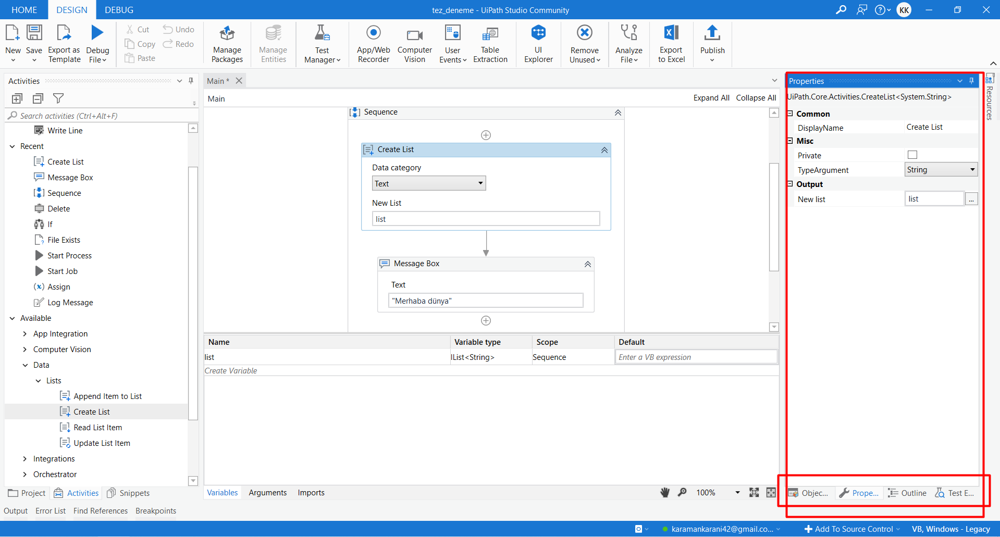 HOME DESIGN DEBUG tez_deneme - UiPath Studio Community KK
New Save Export as Template Debug File
Cut Copy Paste Undo Redo
Manage Packages Manage Entities Test Manager App/Web Recorder Computer Vision User Events Table Extraction UI Explorer Remove Unused Analyze File Export to Excel Publish
Activities
Search activities (Ctrl+Alt+F)
Write Line
Recent
Create List
Message Box
Sequence
Delete
If
File Exists
Start Process
Start Job
Assign
Log Message
Available
App Integration
Computer Vision
Data
Lists
Append Item to List
Create List
Read List Item
Update List Item
Integrations
Orchestrator
Project Activities Snippets
Main *
Main Expand All Collapse All
Sequence
Create List
Data category
Text
New List
list
Message Box
Text
"Merhaba dünya"
Name Variable type Scope Default
list IList<String> Sequence Enter a VB expression
Create Variable
Variables Arguments Imports 100%
Properties
UiPath.Core.Activities.CreateList<System.String>
Common
DisplayName Create List
Misc
Private
TypeArgument String
Output
New list list ...
Objec... Prope... Outline Test E...
Resources
Output Error List Find References Breakpoints
karamankarani42@gmail.co... Add To Source Control VB, Windows - Legacy